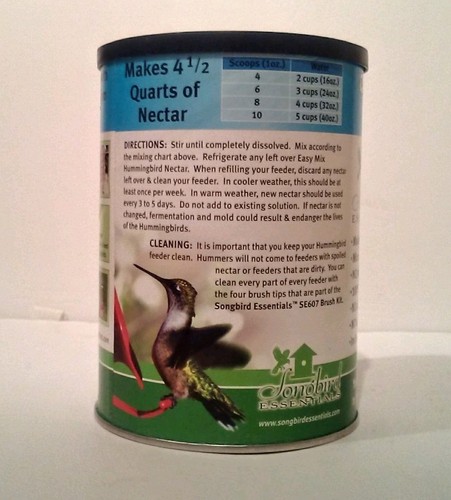 Makes 4 1/2
Quarts of
Nectar
Scoops (1oz.) Water
4 2 cups (16oz.)
6 3 cups (24oz.)
8 4 cups (32oz.)
10 5 cups (40oz.)
DIRECTIONS: Stir until completely dissolved. Mix according to
the mixing chart above. Refrigerate any left over Easy Mix
Hummingbird Nectar. When refilling your feeder, discard any nectar
left over & clean your feeder. In cooler weather, this should be at
least once per week. In warm weather, new nectar should be used
every 3 to 5 days. Do not add to existing solution. If nectar is not
changed, fermentation and mold could result & endanger the lives
of the Hummingbirds.
CLEANING: It is important that you keep your Hummingbird
feeder clean. Hummers will not come to feeders with spoiled
nectar or feeders that are dirty. You can
clean every part of every feeder with
the four brush tips that are part of the
Songbird Essentials™ SE607 Brush Kit.
Songbird
ESSENTIALS
www.songbirdessentials.com